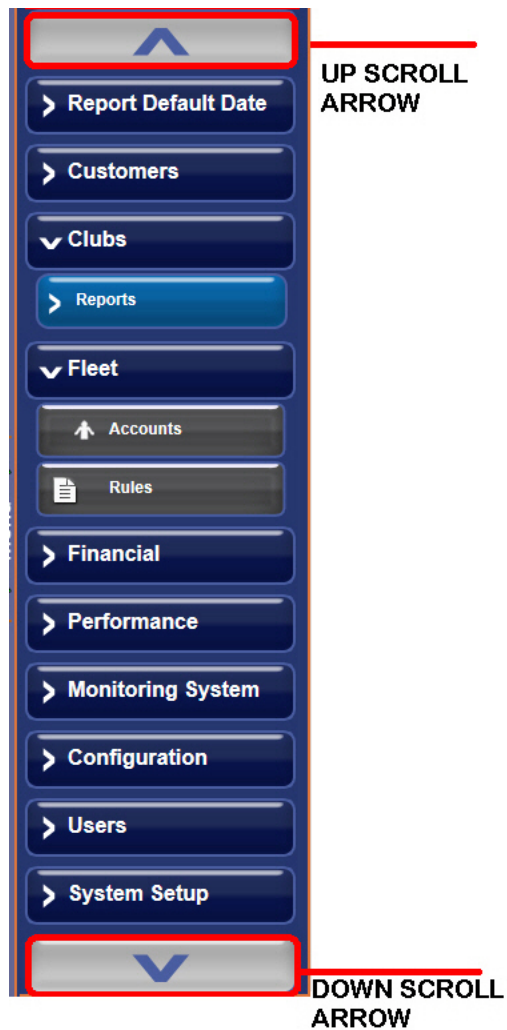 UP SCROLL
ARROW
Report Default Date
Customers
Clubs
Reports
Fleet
Accounts
Rules
Financial
Performance
Monitoring System
Configuration
Users
System Setup
DOWN SCROLL
ARROW